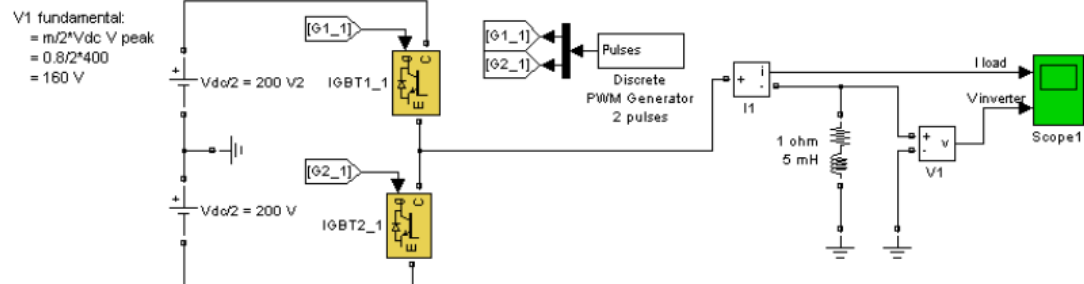 V1 fundamental:
= m/2*Vdc V peak
= 0.8/2*400
= 160 V
Vdc/2 = 200 V2
Vdc/2 = 200 V
[G1_1]
g
C
E
IGBT1_1
[G2_1]
g
C
E
IGBT2_1
[G1_1]
[G2_1]
Pulses
Discrete
PWM Generator
2 pulses
+
i
-
I1
I load
Vinverter
1 ohm
5 mH
+
-
v
V1
Scope1